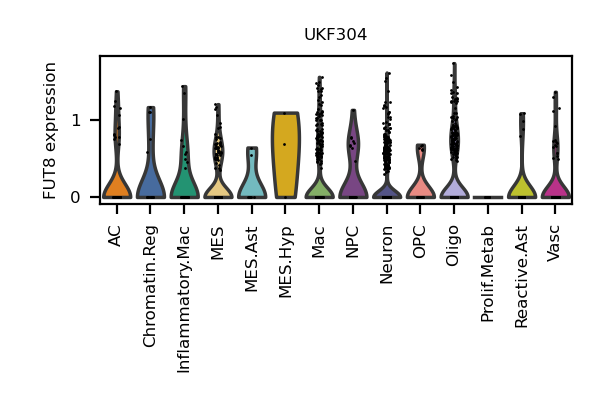 UKF304
FUT8 expression
1
0
AC
Chromatin.Reg
Inflammatory.Mac
MES
MES.Ast
MES.Hyp
Mac
NPC
Neuron
OPC
Oligo
Prolif.Metab
Reactive.Ast
Vasc